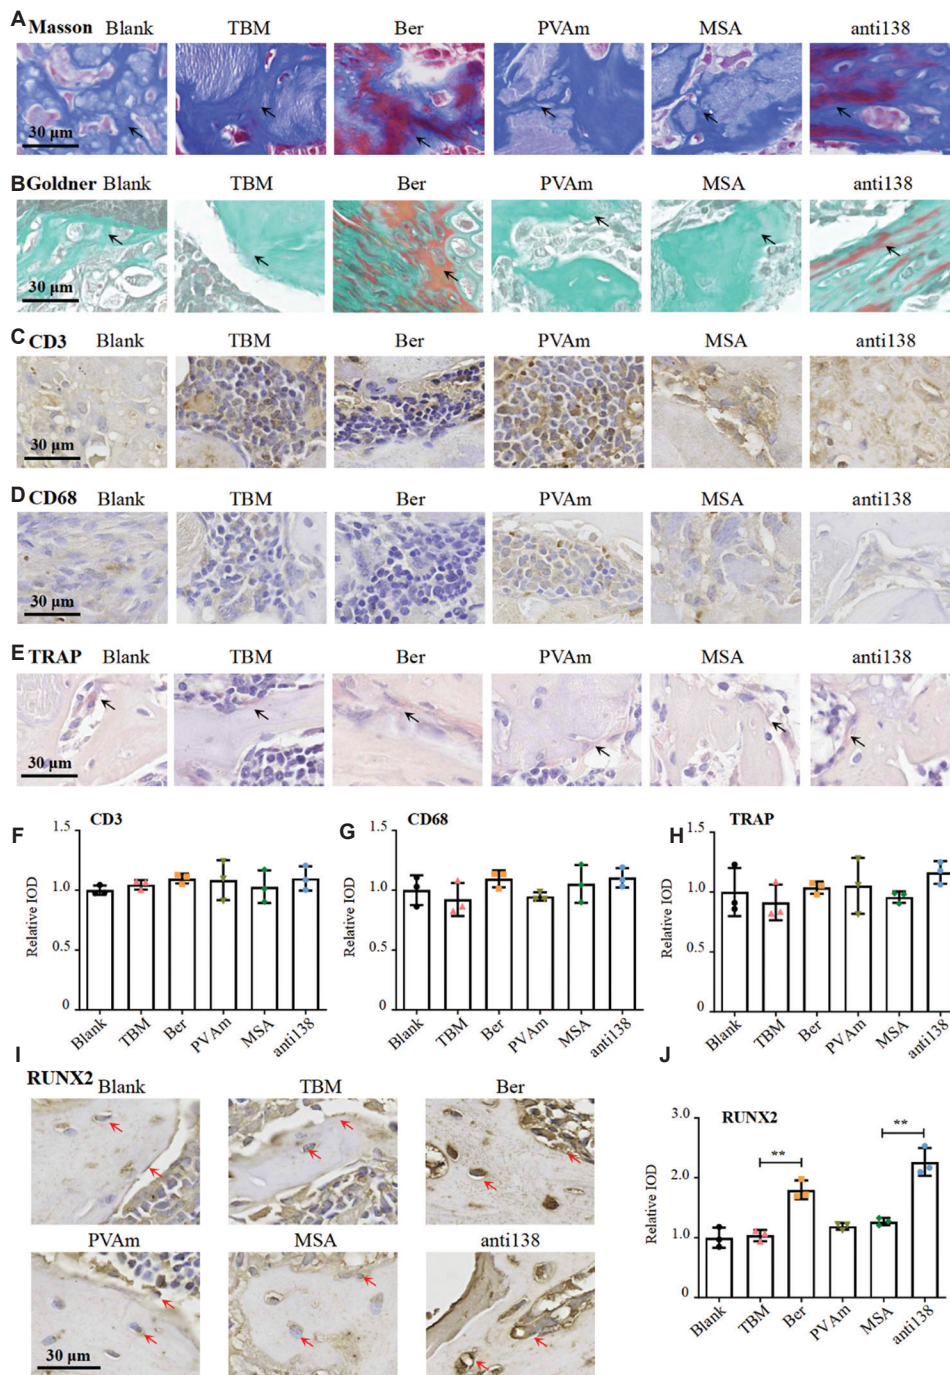 A Masson Blank TBM Ber PVAm MSA anti138
30 µm
B Goldner Blank TBM Ber PVAm MSA anti138
30 µm
C CD3 Blank TBM Ber PVAm MSA anti138
30 µm
D CD68 Blank TBM Ber PVAm MSA anti138
30 µm
E TRAP Blank TBM Ber PVAm MSA anti138
30 µm
F CD3
1.5
1.0
0.5
0
Relative IOD
Blank TBM Ber PVAm MSA anti138
G CD68
1.5
1.0
0.5
0
Relative IOD
Blank TBM Ber PVAm MSA anti138
H TRAP
1.5
1.0
0.5
0
Relative IOD
Blank TBM Ber PVAm MSA anti138
I RUNX2
Blank TBM Ber
PVAm MSA anti138
30 µm
J RUNX2
3.0
2.0
1.0
0
Relative IOD
** **
Blank TBM Ber PVAm MSA anti138